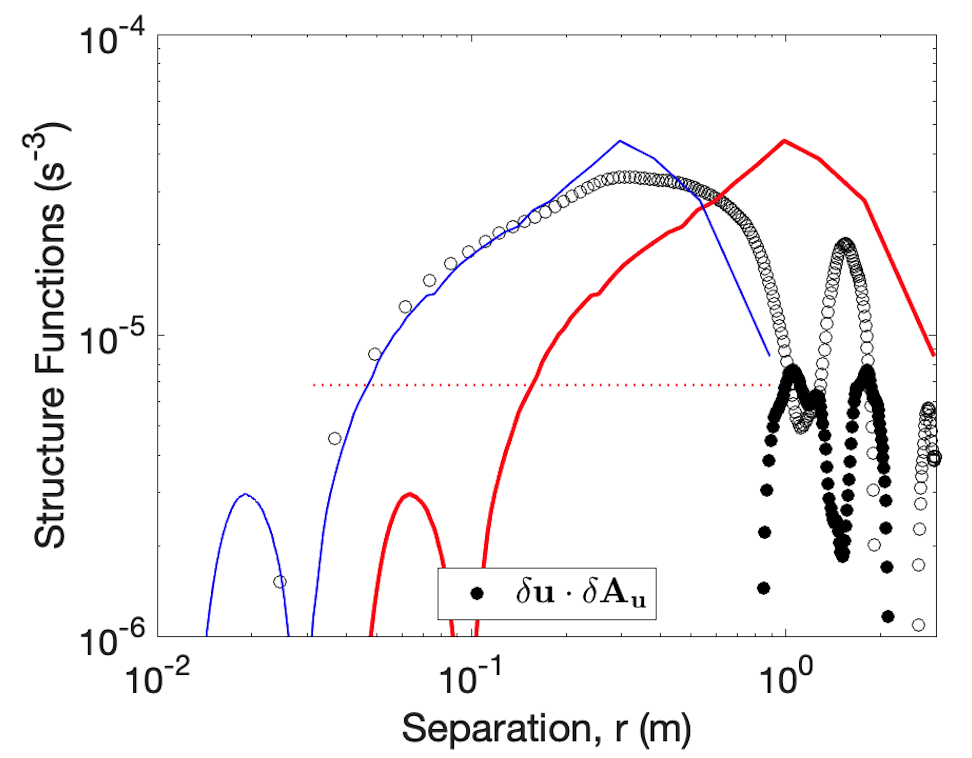 10^-4
10^-5
10^-6
Structure Functions (s^-3)
δu · δA_u
10^-2
10^-1
10^0
Separation, r (m)